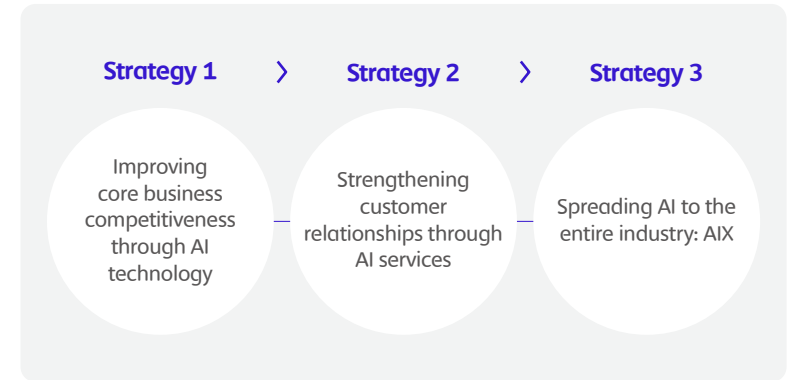 Strategy 1 > Strategy 2 > Strategy 3
Improving
core business
competitiveness
through AI
technology
Strengthening
customer
relationships through
AI services
Spreading AI to the
entire industry: AIX